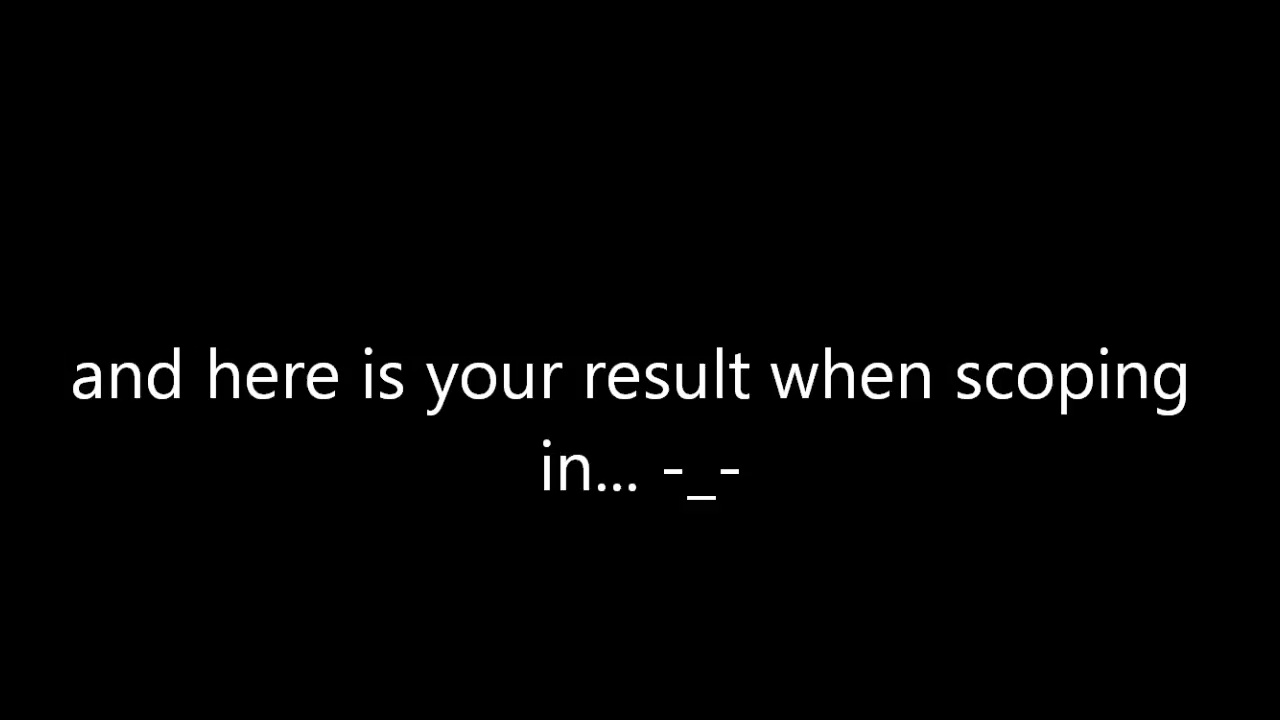 and here is your result when scoping
in... -_-